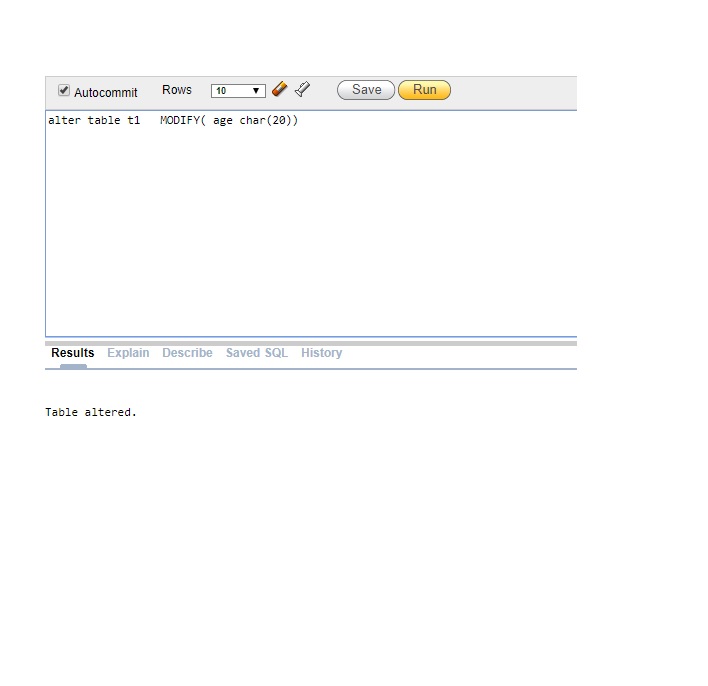 Autocommit Rows 10 Save Run
alter table t1   MODIFY( age char(20))
Results Explain Describe Saved SQL History
Table altered.